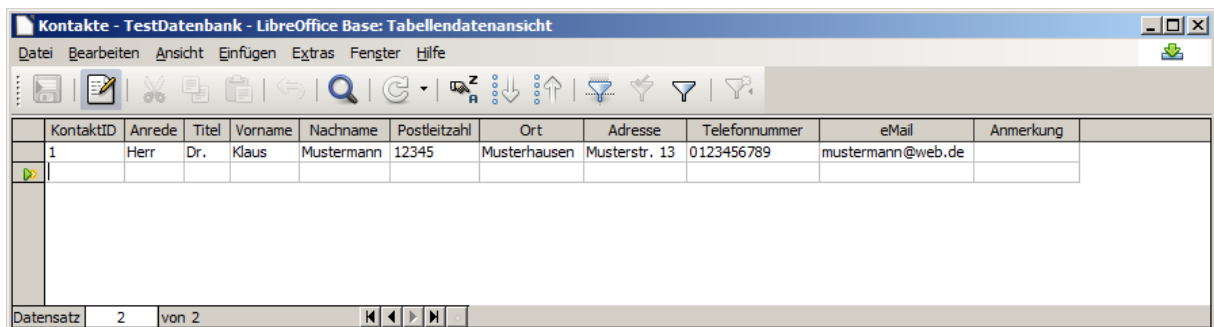 Kontakte - TestDatenbank - LibreOffice Base: Tabellendatenansicht
Datei Bearbeiten Ansicht Einfügen Extras Fenster Hilfe
Z
A
KontaktID Anrede Titel Vorname Nachname Postleitzahl Ort Adresse Telefonnummer eMail Anmerkung
1 Herr Dr. Klaus Mustermann 12345 Musterhausen Musterstr. 13 0123456789 mustermann@web.de
Datensatz 2 von 2